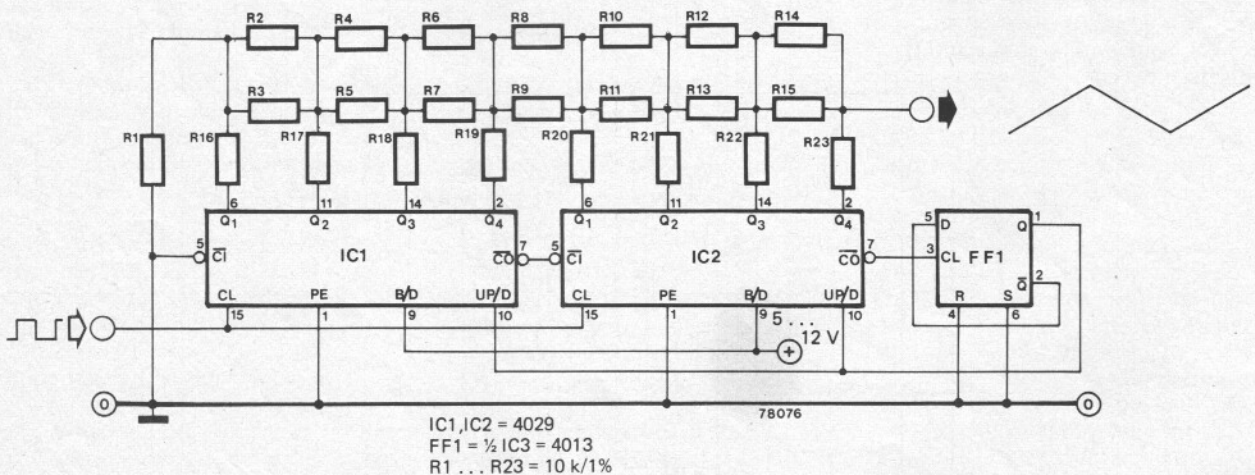 R2 R4 R6 R8 R10 R12 R14
R3 R5 R7 R9 R11 R13 R15
R1 R16 R17 R18 R19 R20 R21 R22 R23
6 11 14 2 6 11 14 2
Q1 Q2 Q3 Q4 Q1 Q2 Q3 Q4
5 D Q 1
5 CI IC1 CO 7 5 CI IC2 CO 7
3 CL FF1
Q 2
CL PE B/D UP/D CL PE B/D UP/D R S
15 1 9 10 15 1 9 10 4 6
5 ...
12 V
+
0 0
78076
IC1,IC2 = 4029
FF1 = ½ IC3 = 4013
R1 ... R23 = 10 k/1%